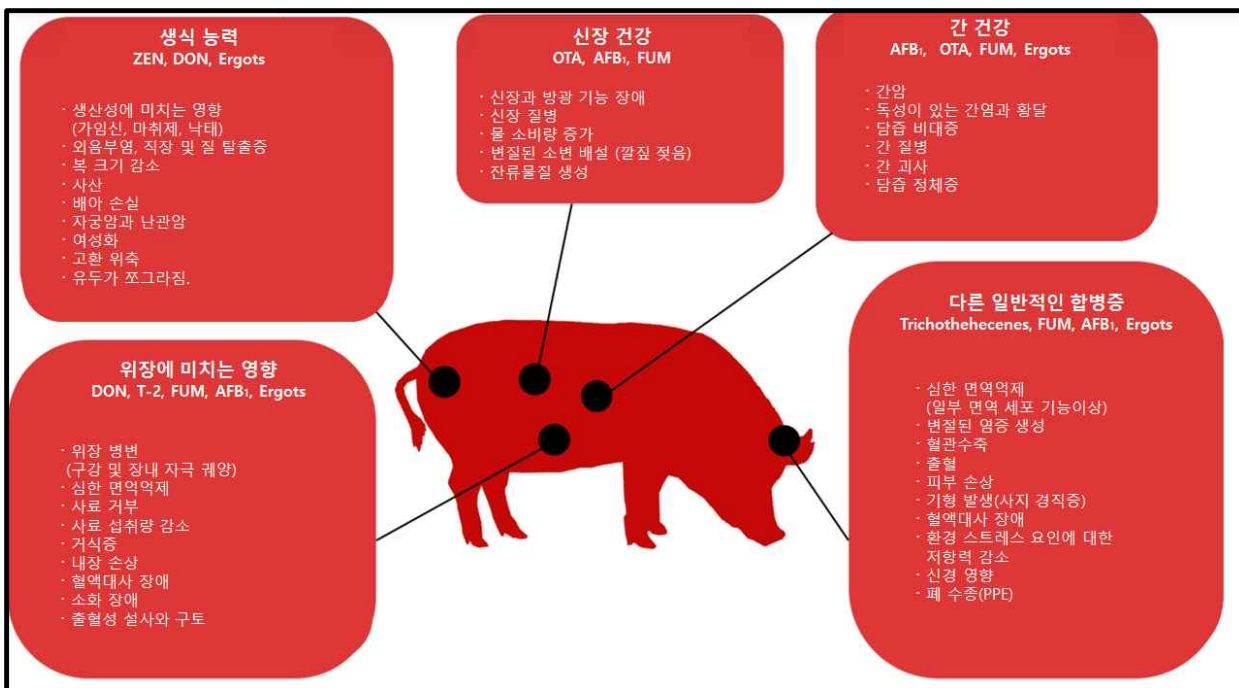 생식 능력
ZEN, DON, Ergots
· 생산성에 미치는 영향
(가임신, 마취제, 낙태)
· 외음부염, 직장 및 질 탈출증
· 복 크기 감소
· 사산
· 배아 손실
· 자궁암과 난관암
· 여성화
· 고환 위축
· 유두가 쪼그라짐.
신장 건강
OTA, AFB₁, FUM
· 신장과 방광 기능 장애
· 신장 질병
· 물 소비량 증가
· 변질된 소변 배설 (깔짚 젖음)
· 잔류물질 생성
간 건강
AFB₁, OTA, FUM, Ergots
· 간암
· 독성이 있는 간염과 황달
· 담즙 비대증
· 간 질병
· 간 괴사
· 담즙 정체증
위장에 미치는 영향
DON, T-2, FUM, AFB₁, Ergots
· 위장 병변
(구강 및 장내 자극 궤양)
· 심한 면역억제
· 사료 거부
· 사료 섭취량 감소
· 거식증
· 내장 손상
· 혈액대사 장애
· 소화 장애
· 출혈성 설사와 구토
다른 일반적인 합병증
Trichothehecenes, FUM, AFB₁, Ergots
· 심한 면역억제
(일부 면역 세포 기능이상)
· 변절된 염증 생성
· 혈관수축
· 출혈
· 피부 손상
· 기형 발생(사지 경직증)
· 혈액대사 장애
· 환경 스트레스 요인에 대한
저항력 감소
· 신경 영향
· 폐 수종(PPE)